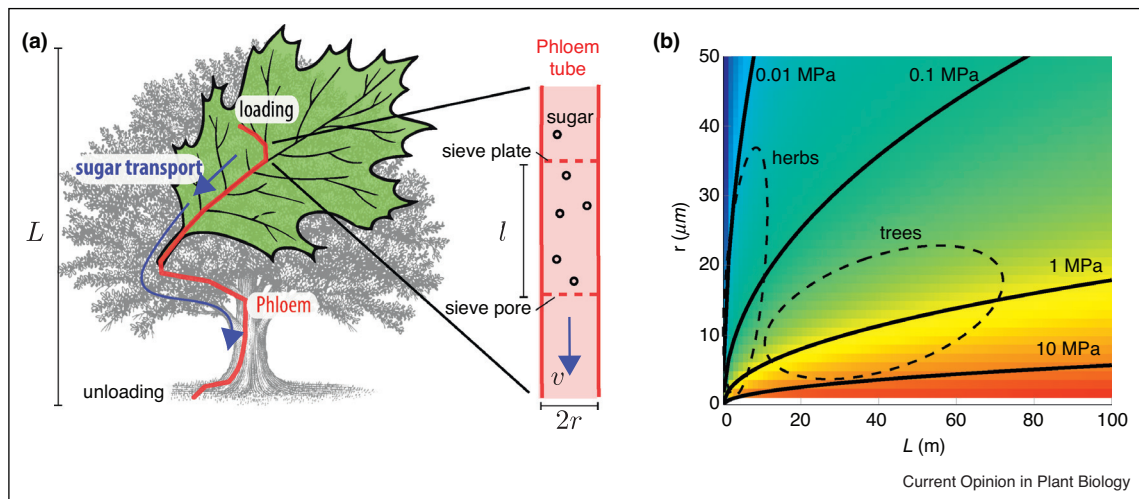 (a)
L
loading
sugar transport
Phloem
unloading
Phloem
tube
sugar
sieve plate
l
sieve pore
v
2r
(b)
50
40
30
20
10
0
r (μm)
0.01 MPa
0.1 MPa
herbs
trees
1 MPa
10 MPa
0
20
40
60
80
100
L (m)
Current Opinion in Plant Biology